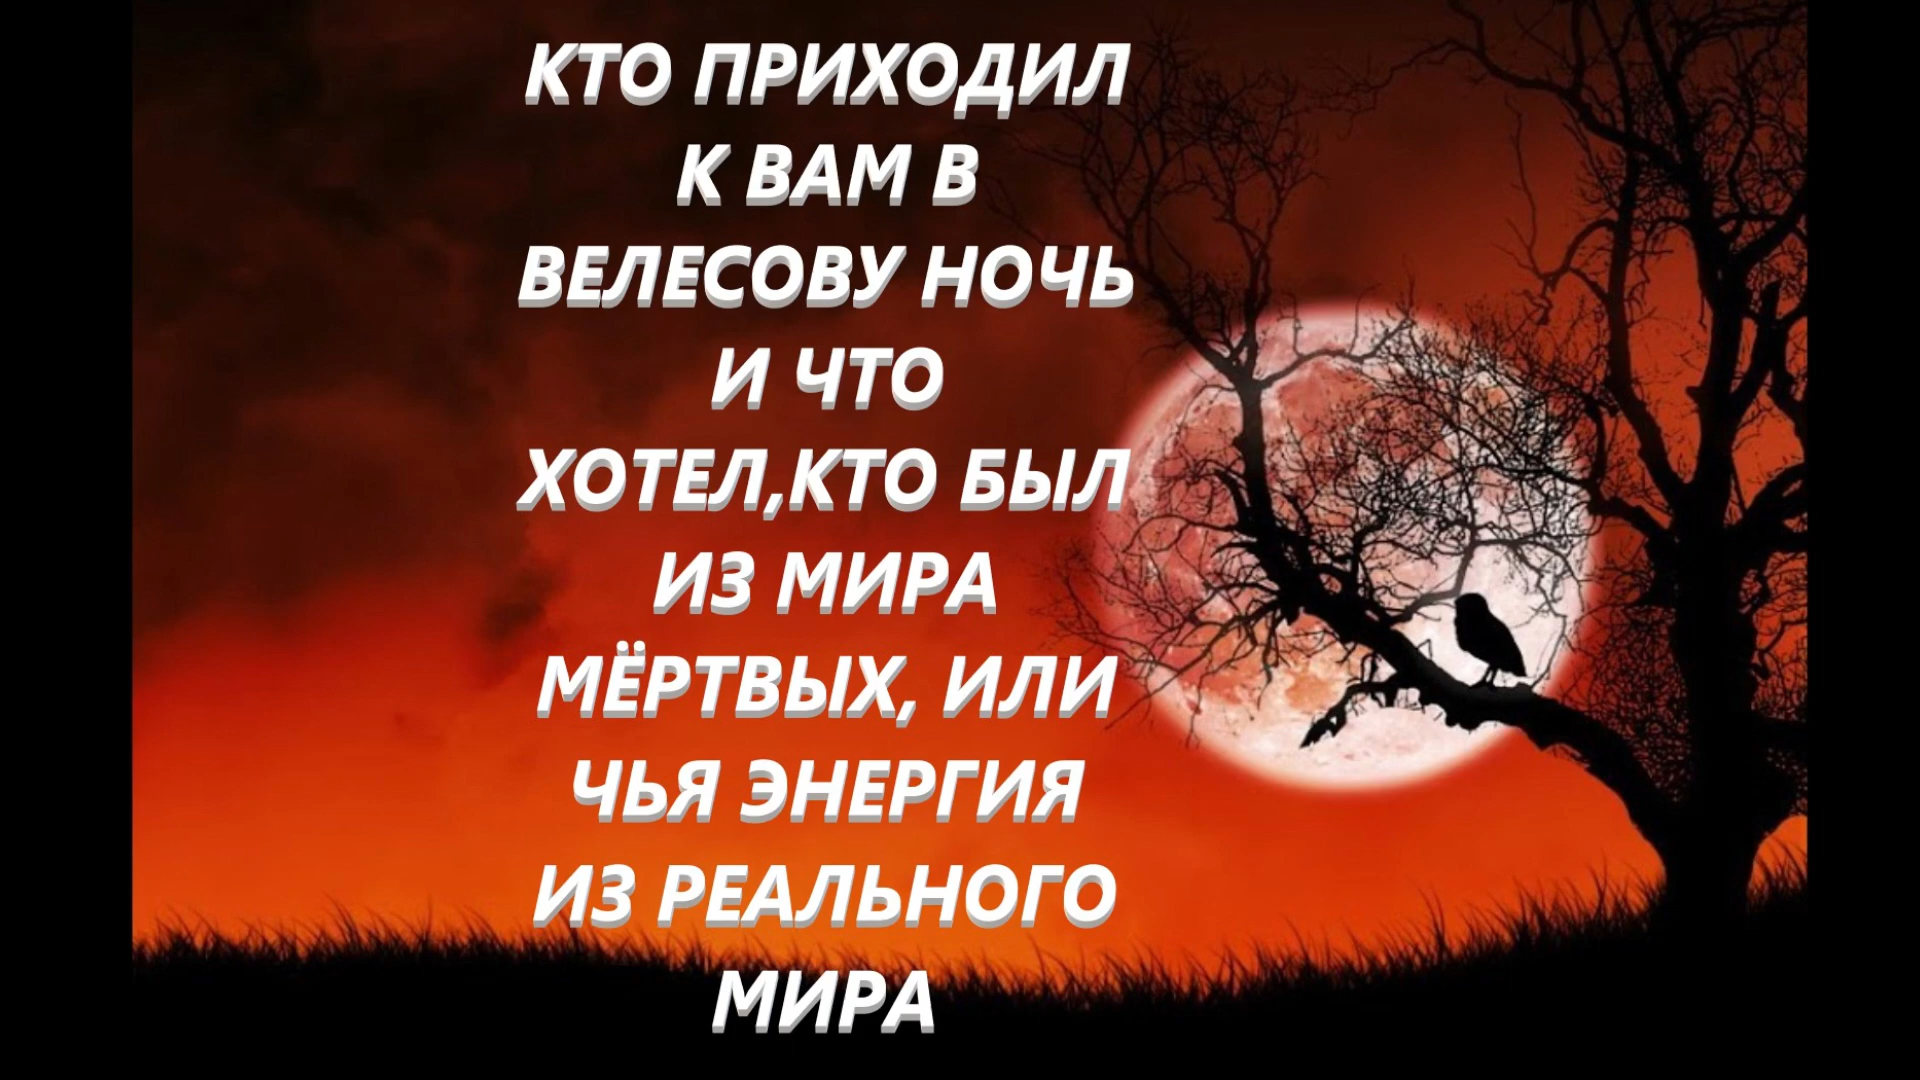 КТО ПРИХОДИЛ
К ВАМ В
ВЕЛЕСОВУ НОЧЬ
И ЧТО
ХОТЕЛ,КТО БЫЛ
ИЗ МИРА
МЁРТВЫХ, ИЛИ
ЧЬЯ ЭНЕРГИЯ
ИЗ РЕАЛЬНОГО
МИРА